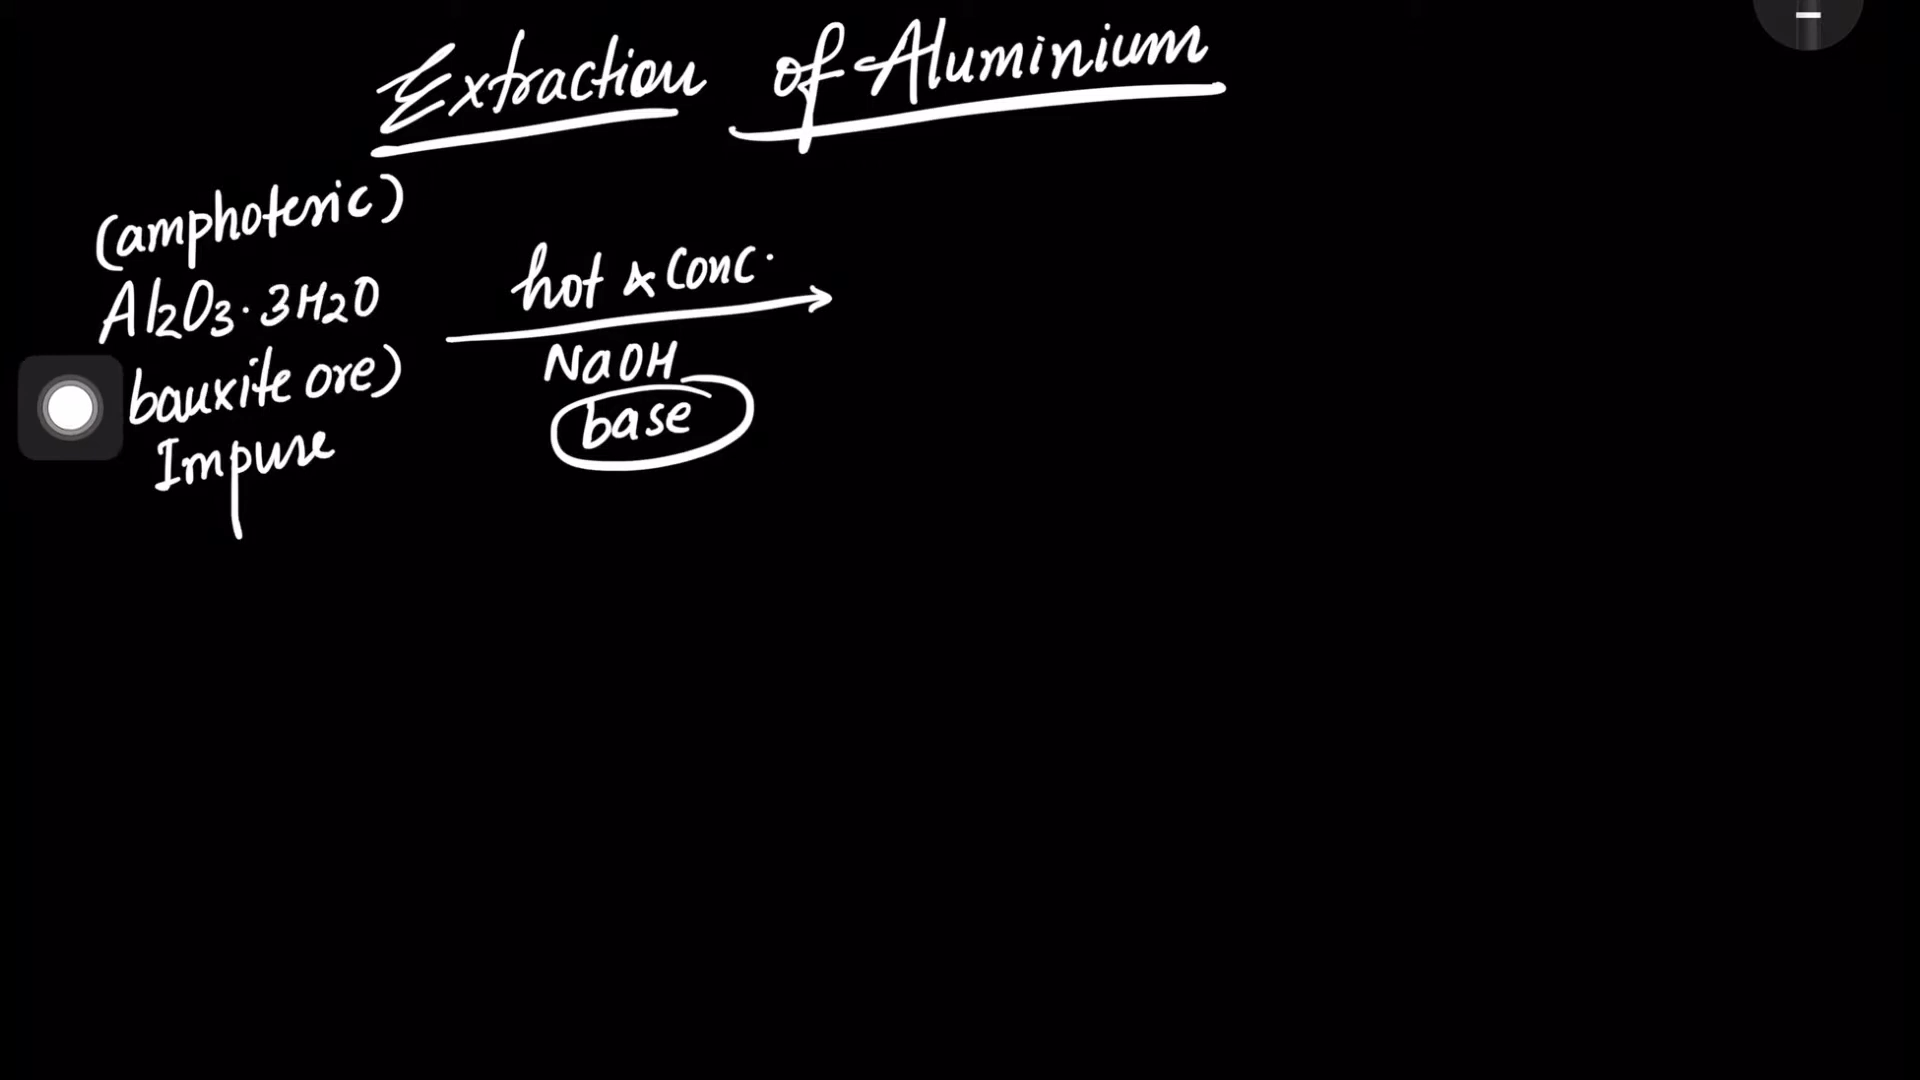 Extraction of Aluminium
(amphoteric)
Al2O3.3H2O
bauxite ore)
Impure
hot & Conc.
NaOH
base